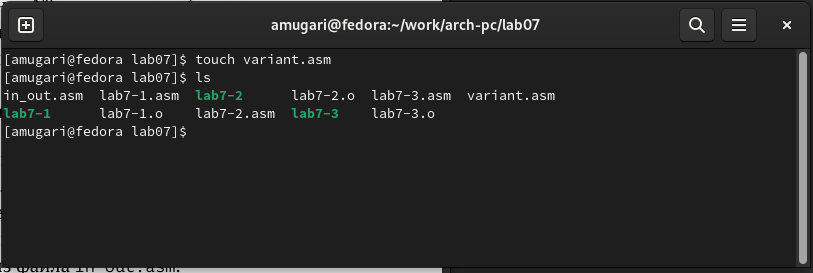 amugari@fedora:~/work/arch-pc/lab07
[amugari@fedora lab07]$ touch variant.asm
[amugari@fedora lab07]$ ls
in_out.asm  lab7-1.asm  lab7-2      lab7-2.o  lab7-3.asm  variant.asm
lab7-1      lab7-1.o    lab7-2.asm  lab7-3    lab7-3.o
[amugari@fedora lab07]$
файла in_out.asm.